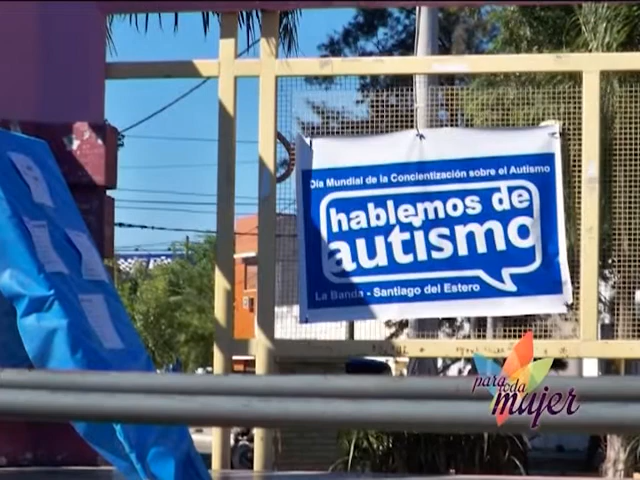 Día Mundial de la Concientización sobre el Autismo
hablemos de
autismo
La Banda - Santiago del Estero
para
toda
mujer